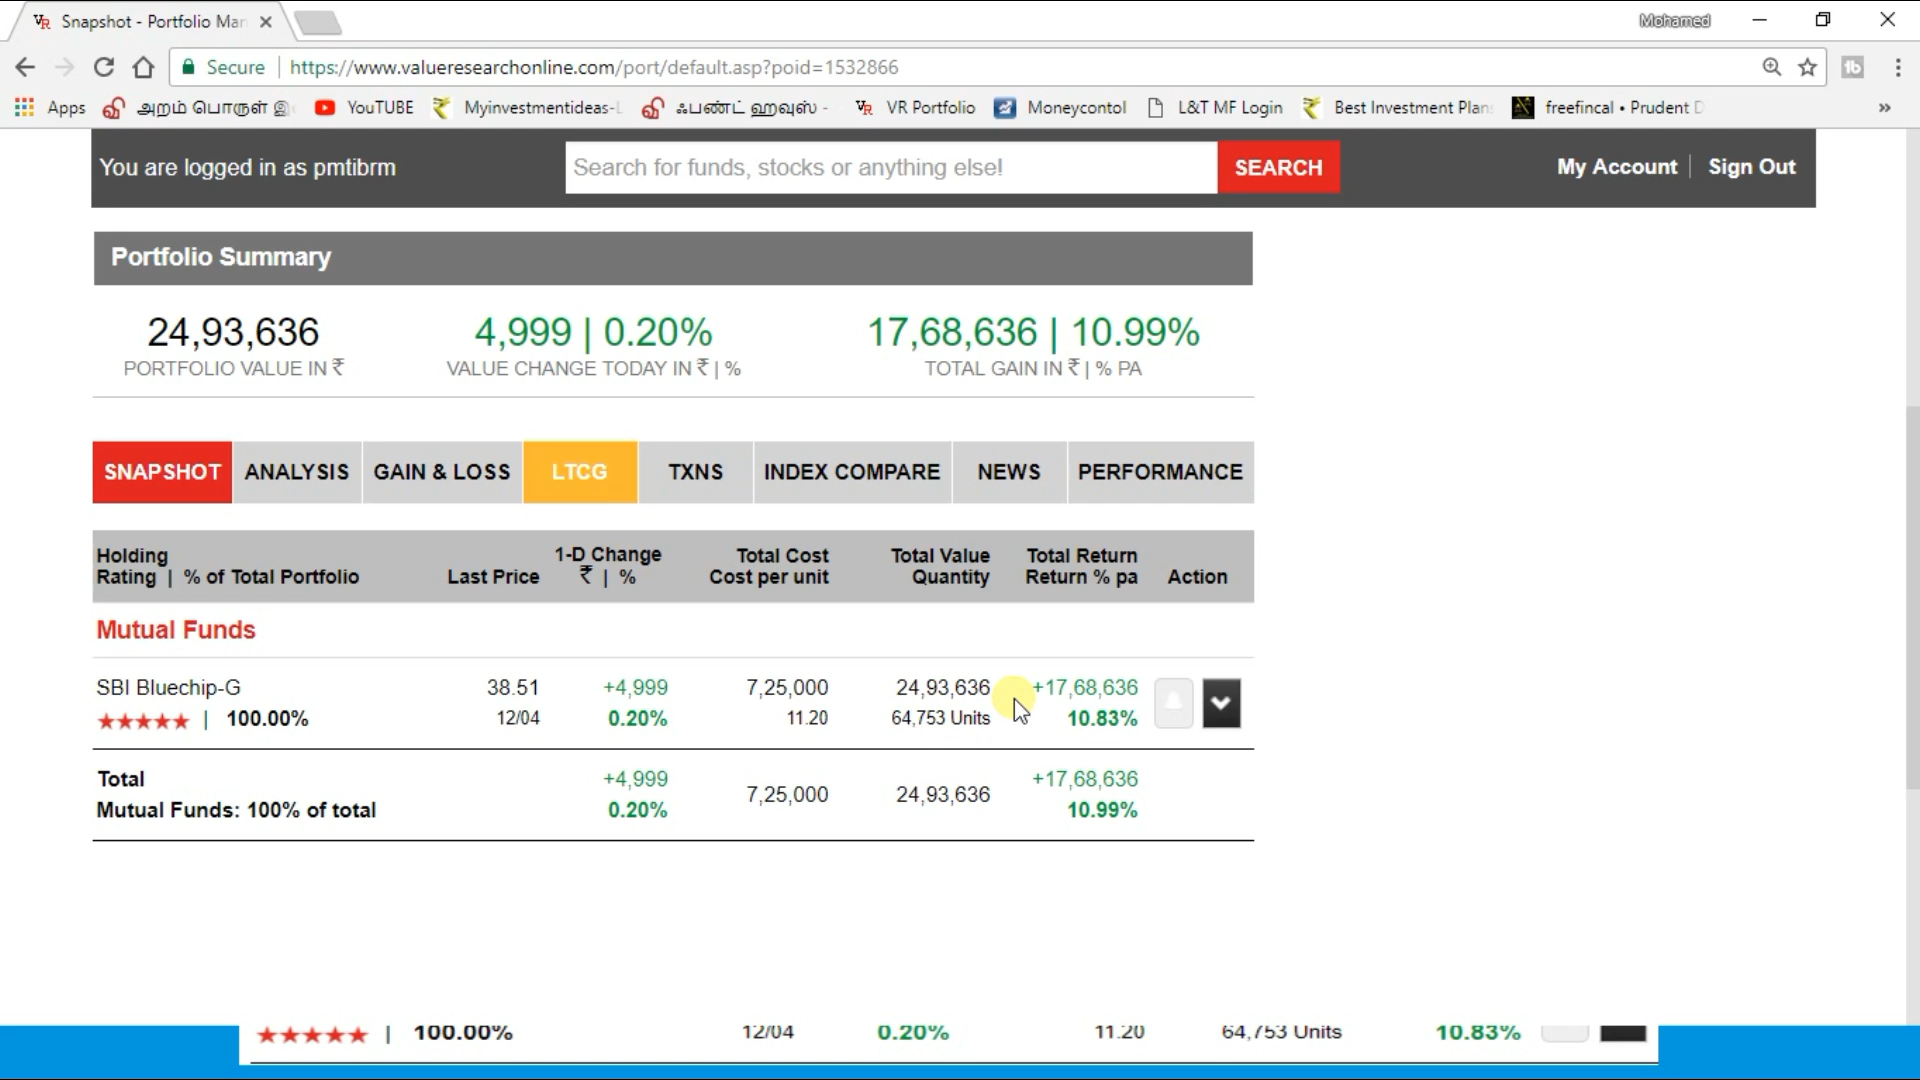 Snapshot - Portfolio Mar
Mohamed
Secure https://www.valueresearchonline.com/port/default.asp?poid=1532866
Apps அறம் பொருள் இ YouTUBE Myinvestmentideas- ஃபண்ட் ஹவுஸ் - VR Portfolio Moneycontol L&T MF Login Best Investment Plan freefincal • Prudent D »
You are logged in as pmtibrm
Search for funds, stocks or anything else!
SEARCH
My Account | Sign Out
Portfolio Summary
24,93,636 4,999 | 0.20% 17,68,636 | 10.99%
PORTFOLIO VALUE IN ₹ VALUE CHANGE TODAY IN ₹ | % TOTAL GAIN IN ₹ | % PA
SNAPSHOT ANALYSIS GAIN & LOSS LTCG TXNS INDEX COMPARE NEWS PERFORMANCE
Holding 1-D Change Total Cost Total Value Total Return
Rating | % of Total Portfolio Last Price ₹ | % Cost per unit Quantity Return % pa Action
Mutual Funds
SBI Bluechip-G 38.51 +4,999 7,25,000 24,93,636 +17,68,636
★★★★★ | 100.00% 12/04 0.20% 11.20 64,753 Units 10.83%
Total +4,999 7,25,000 24,93,636 +17,68,636
Mutual Funds: 100% of total 0.20% 10.99%
★★★★★ | 100.00% 12/04 0.20% 11.20 64,753 Units 10.83%